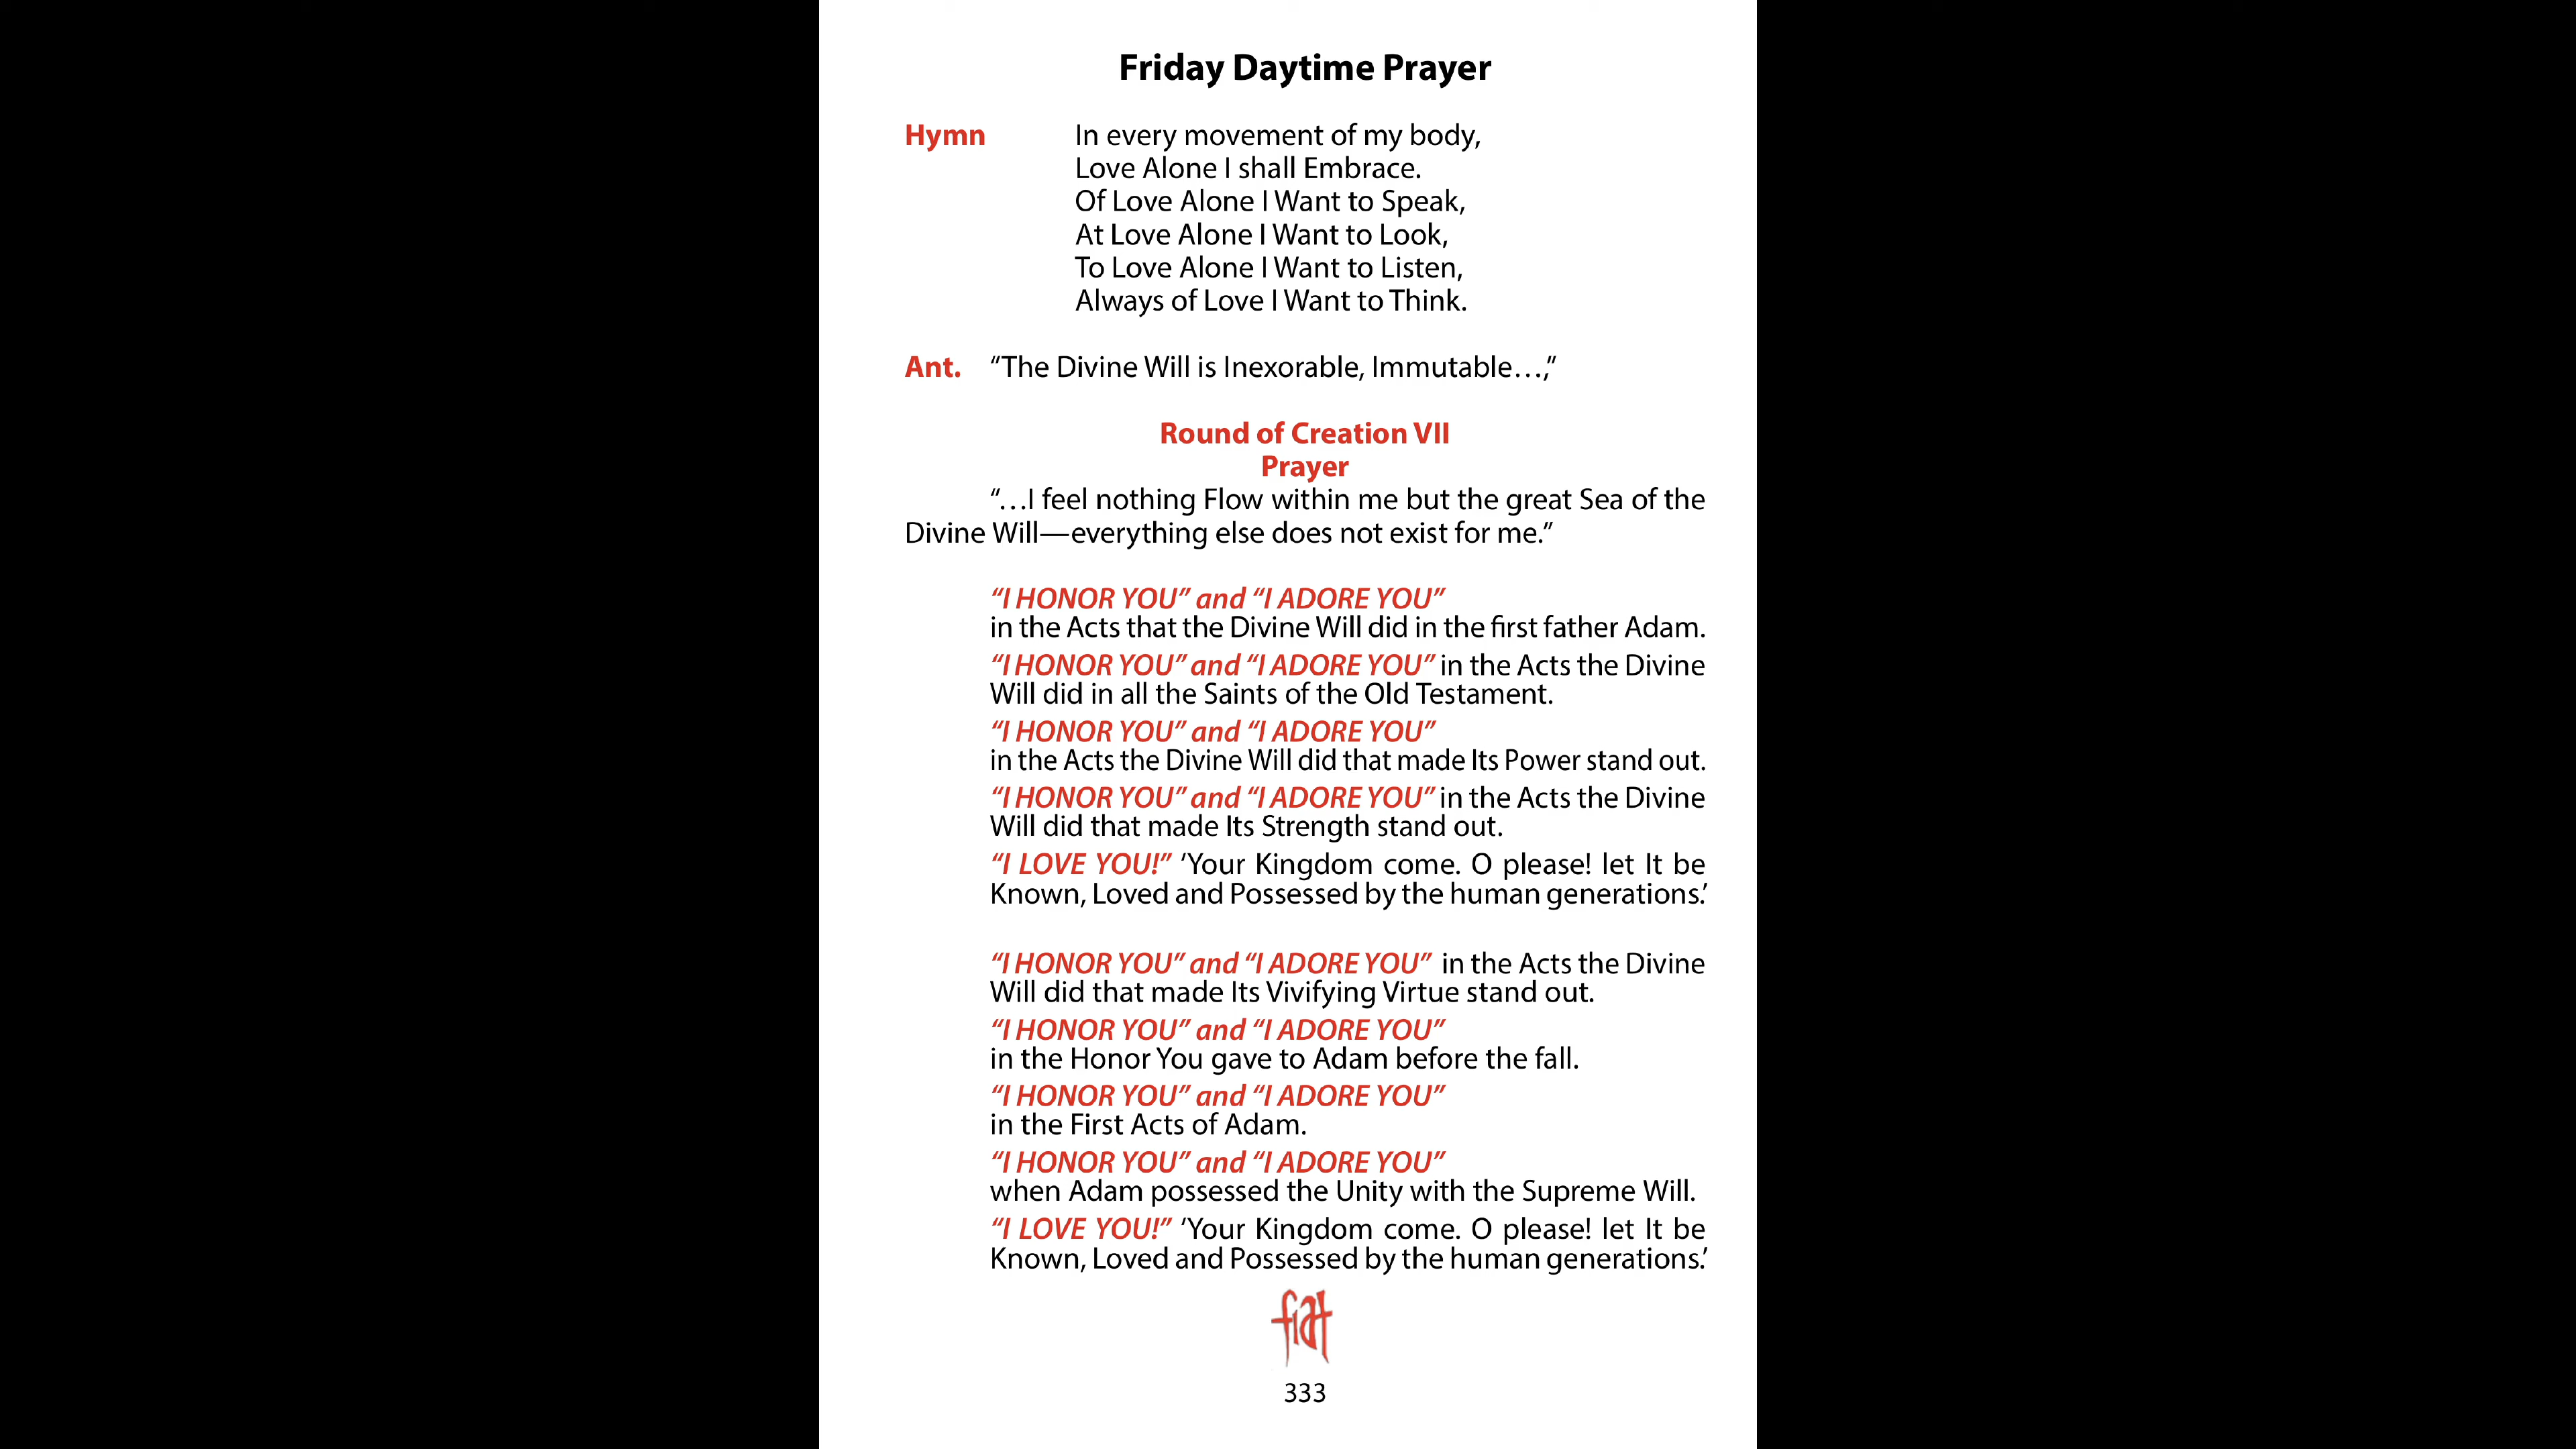 Friday Daytime Prayer
Hymn In every movement of my body,
Love Alone I shall Embrace.
Of Love Alone I Want to Speak,
At Love Alone I Want to Look,
To Love Alone I Want to Listen,
Always of Love I Want to Think.
Ant. “The Divine Will is Inexorable, Immutable…,”
Round of Creation VII
Prayer
“…I feel nothing Flow within me but the great Sea of the
Divine Will—everything else does not exist for me.”
“I HONOR YOU” and “I ADORE YOU”
in the Acts that the Divine Will did in the first father Adam.
“I HONOR YOU” and “I ADORE YOU” in the Acts the Divine
Will did in all the Saints of the Old Testament.
“I HONOR YOU” and “I ADORE YOU”
in the Acts the Divine Will did that made Its Power stand out.
“I HONOR YOU” and “I ADORE YOU” in the Acts the Divine
Will did that made Its Strength stand out.
“I LOVE YOU!” ‘Your Kingdom come. O please! let It be
Known, Loved and Possessed by the human generations.’
“I HONOR YOU” and “I ADORE YOU” in the Acts the Divine
Will did that made Its Vivifying Virtue stand out.
“I HONOR YOU” and “I ADORE YOU”
in the Honor You gave to Adam before the fall.
“I HONOR YOU” and “I ADORE YOU”
in the First Acts of Adam.
“I HONOR YOU” and “I ADORE YOU”
when Adam possessed the Unity with the Supreme Will.
“I LOVE YOU!” ‘Your Kingdom come. O please! let It be
Known, Loved and Possessed by the human generations.’
fiat
333